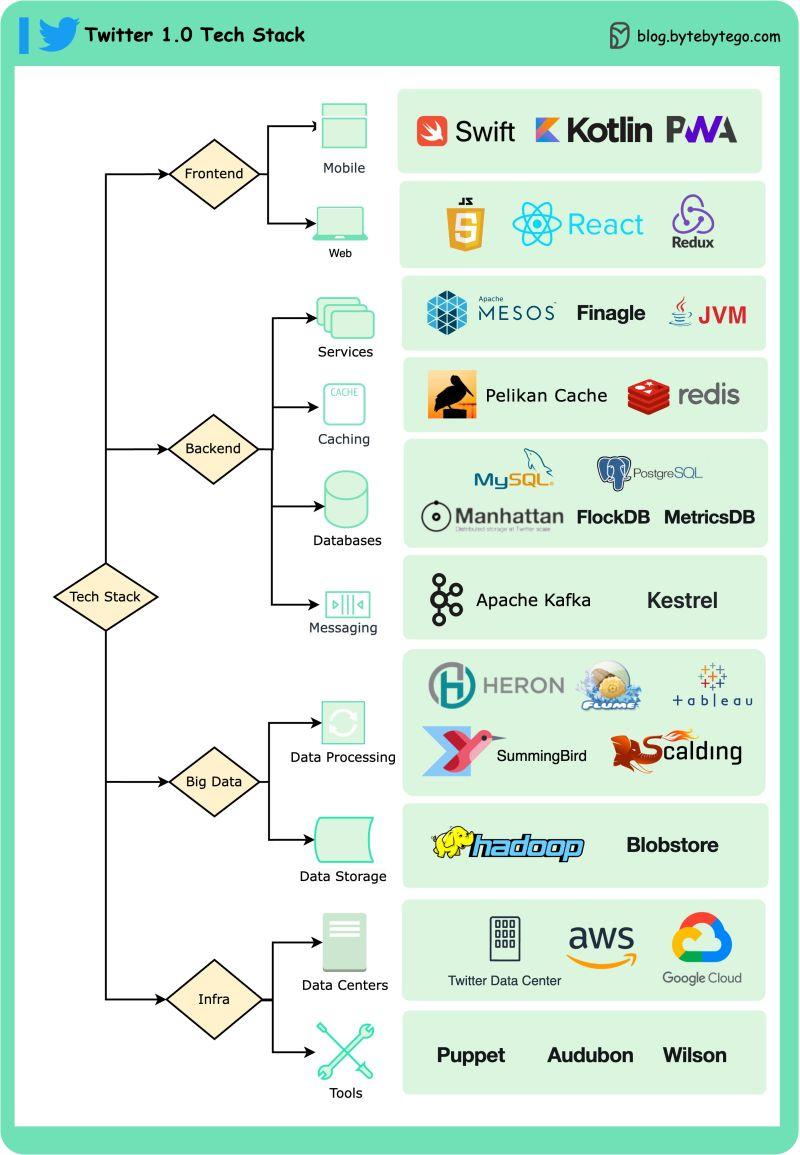 Twitter 1.0 Tech Stack
blog.bytebytego.com
Tech Stack
Frontend
Mobile
Swift
Kotlin
PWA
Web
JS
React
Redux
Backend
Services
Apache
MESOS
Finagle
JVM
CACHE
Caching
Pelikan Cache
redis
Databases
MySQL
PostgreSQL
Manhattan
Distributed storage at Twitter scale
FlockDB
MetricsDB
Messaging
Apache Kafka
Kestrel
Big Data
Data Processing
HERON
FLUME
+ableau
SummingBird
Scalding
Data Storage
hadoop
Blobstore
Infra
Data Centers
Twitter Data Center
aws
Google Cloud
Tools
Puppet
Audubon
Wilson